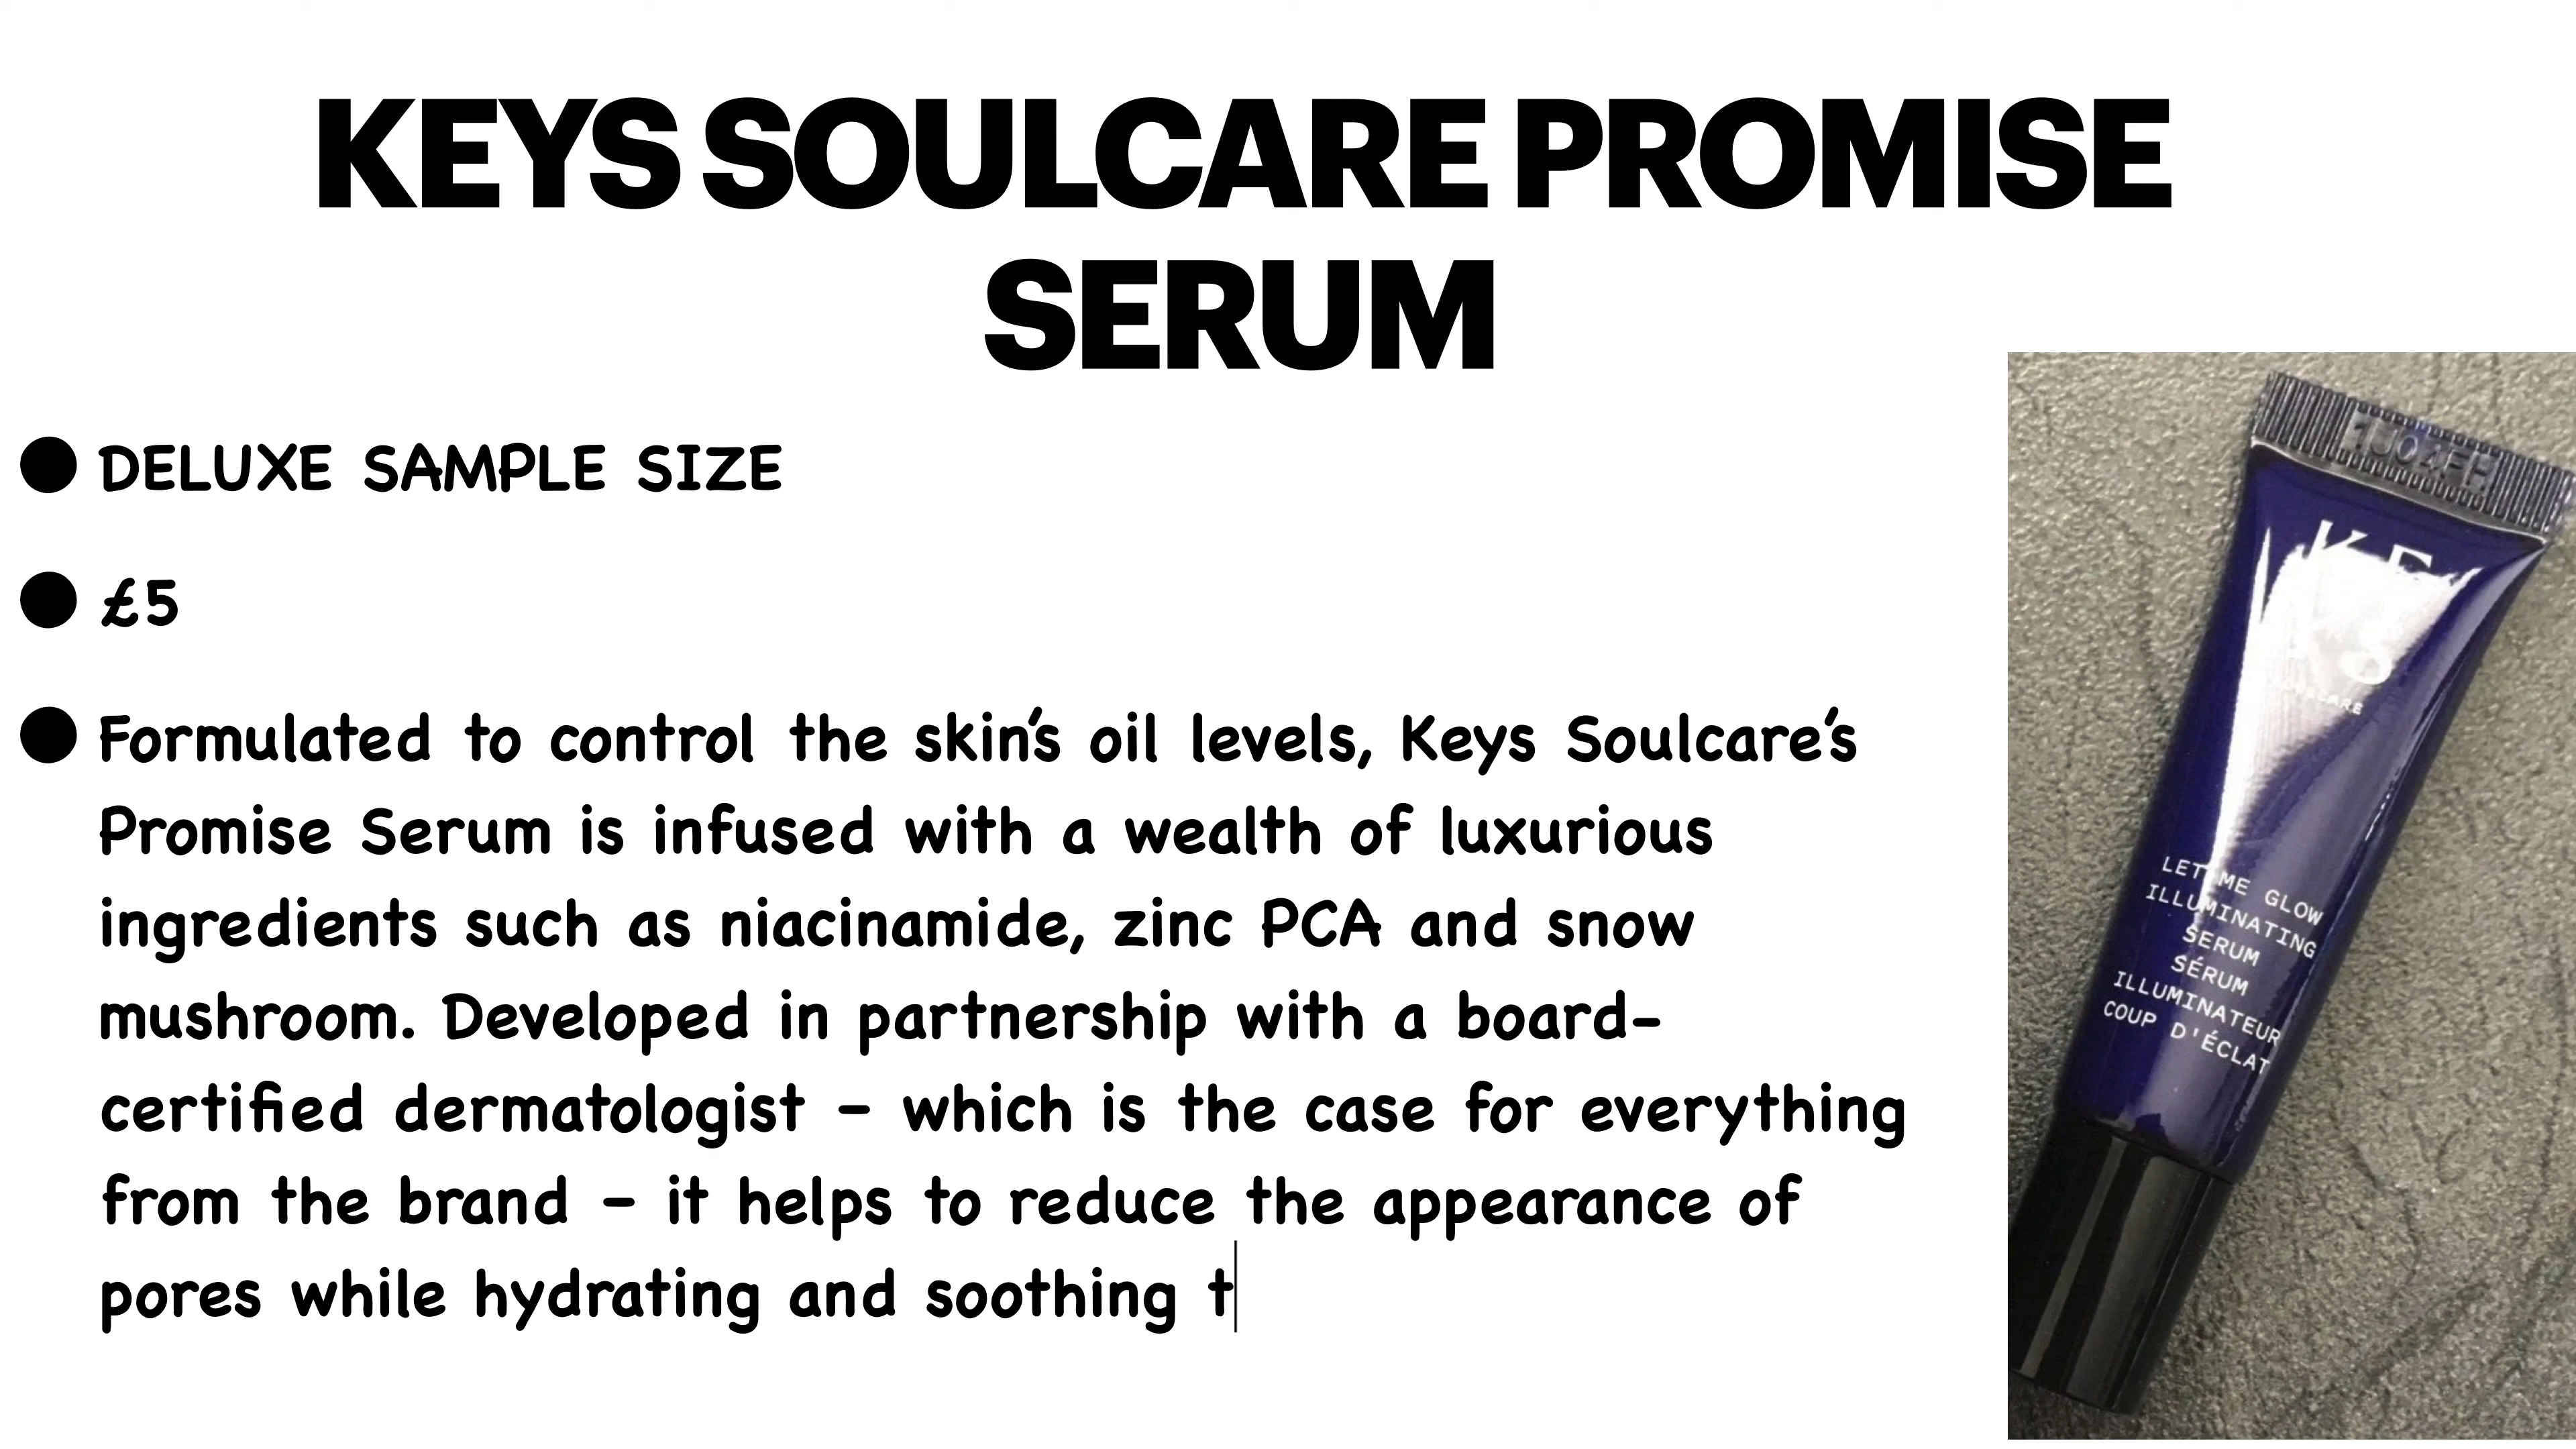 KEYS SOULCARE PROMISE
SERUM
DELUXE SAMPLE SIZE
£5
Formulated to control the skin's oil levels, Keys Soulcare's
Promise Serum is infused with a wealth of luxurious
ingredients such as niacinamide, zinc PCA and snow
mushroom. Developed in partnership with a board-
certified dermatologist – which is the case for everything
from the brand – it helps to reduce the appearance of
pores while hydrating and soothing t
K E
S
LET ME GLOW
ILLUMINATING
SERUM
SÉRUM
ILLUMINATEUR
COUP D'ÉCLAT